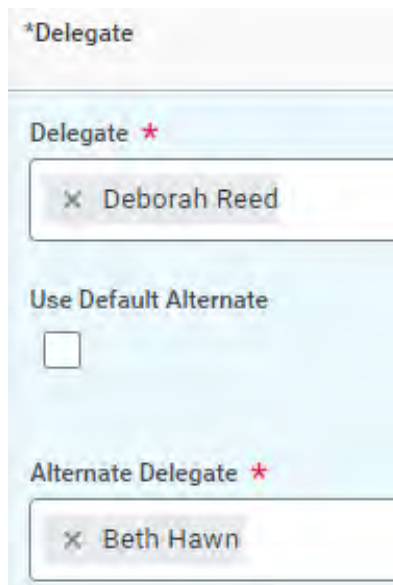 *Delegate
Delegate *
× Deborah Reed
Use Default Alternate
Alternate Delegate *
× Beth Hawn